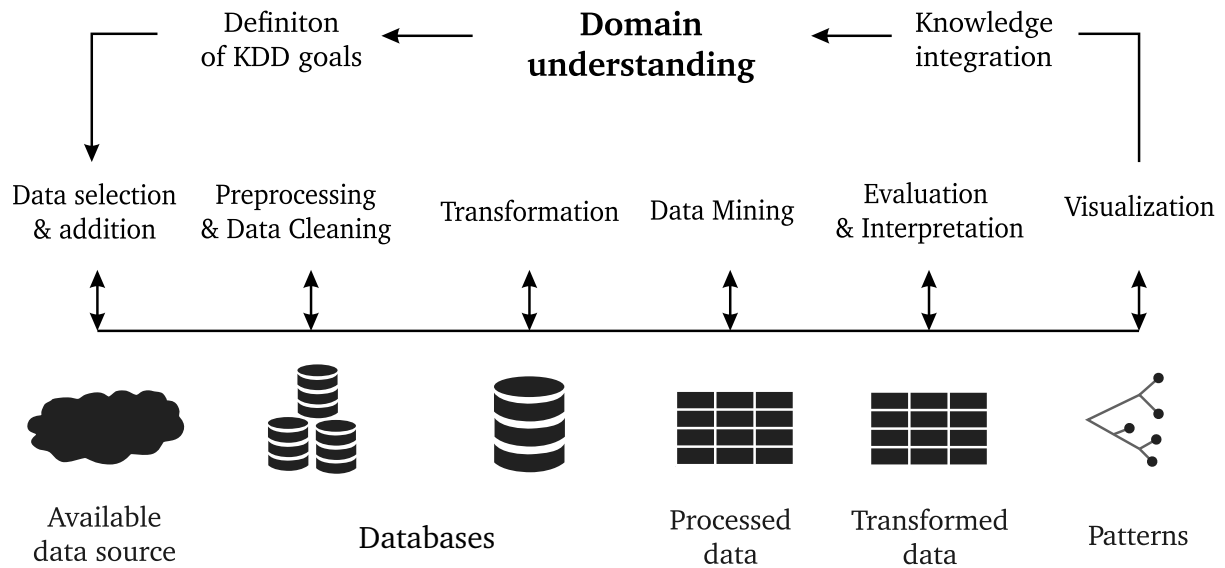 Definiton
of KDD goals
Domain
understanding
Knowledge
integration
Data selection
& addition
Preprocessing
& Data Cleaning
Transformation
Data Mining
Evaluation
& Interpretation
Visualization
Available
data source
Databases
Processed
data
Transformed
data
Patterns